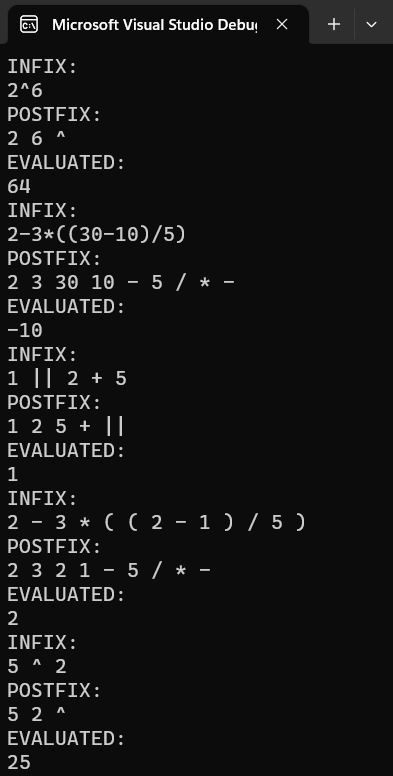 Microsoft Visual Studio Debug
INFIX:
2^6
POSTFIX:
2 6 ^
EVALUATED:
64
INFIX:
2-3*((30-10)/5)
POSTFIX:
2 3 30 10 - 5 / * -
EVALUATED:
-10
INFIX:
1 || 2 + 5
POSTFIX:
1 2 5 + ||
EVALUATED:
1
INFIX:
2 - 3 * ( ( 2 - 1 ) / 5 )
POSTFIX:
2 3 2 1 - 5 / * -
EVALUATED:
2
INFIX:
5 ^ 2
POSTFIX:
5 2 ^
EVALUATED:
25